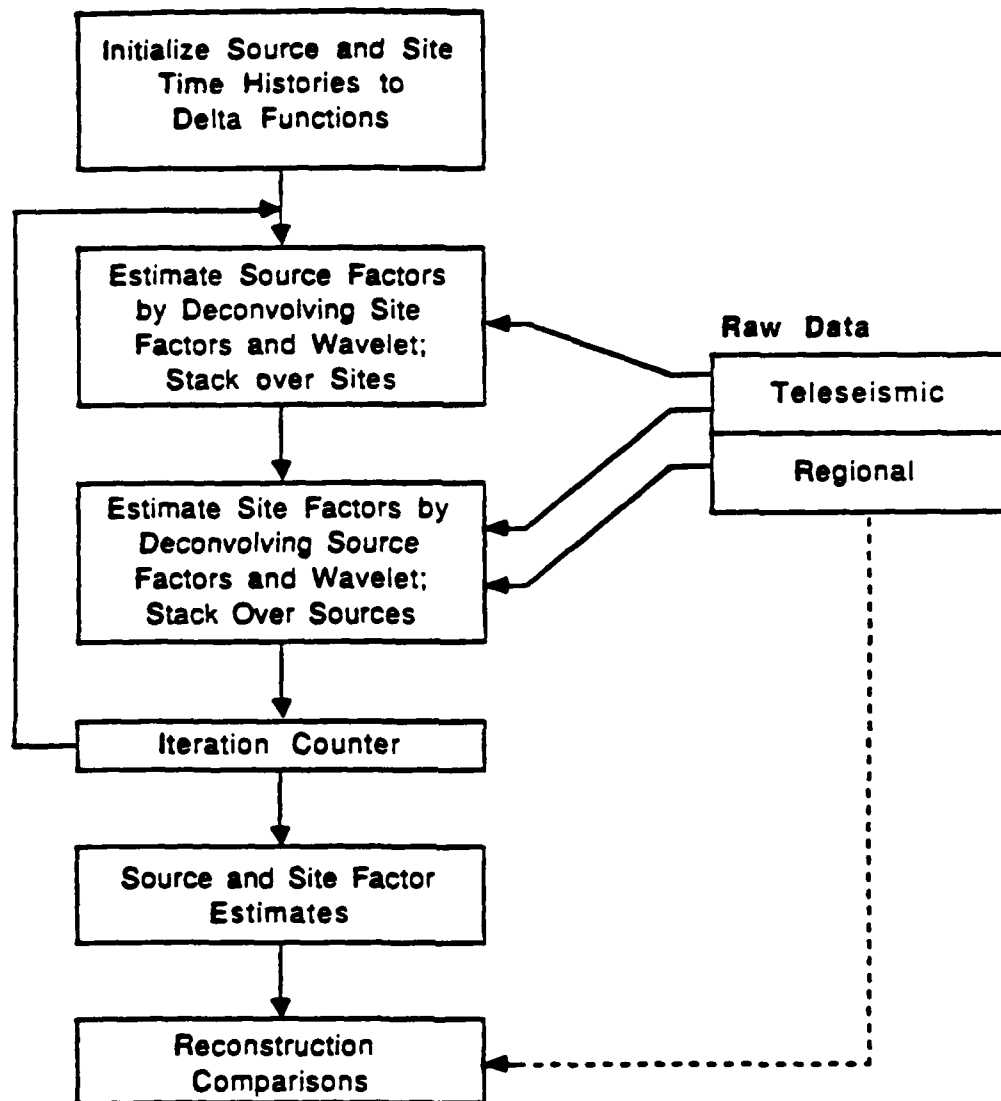 Initialize Source and Site
Time Histories to
Delta Functions
Estimate Source Factors
by Deconvolving Site
Factors and Wavelet;
Stack over Sites
Raw Data
Teleseismic
Regional
Estimate Site Factors by
Deconvolving Source
Factors and Wavelet;
Stack Over Sources
Iteration Counter
Source and Site Factor
Estimates
Reconstruction
Comparisons